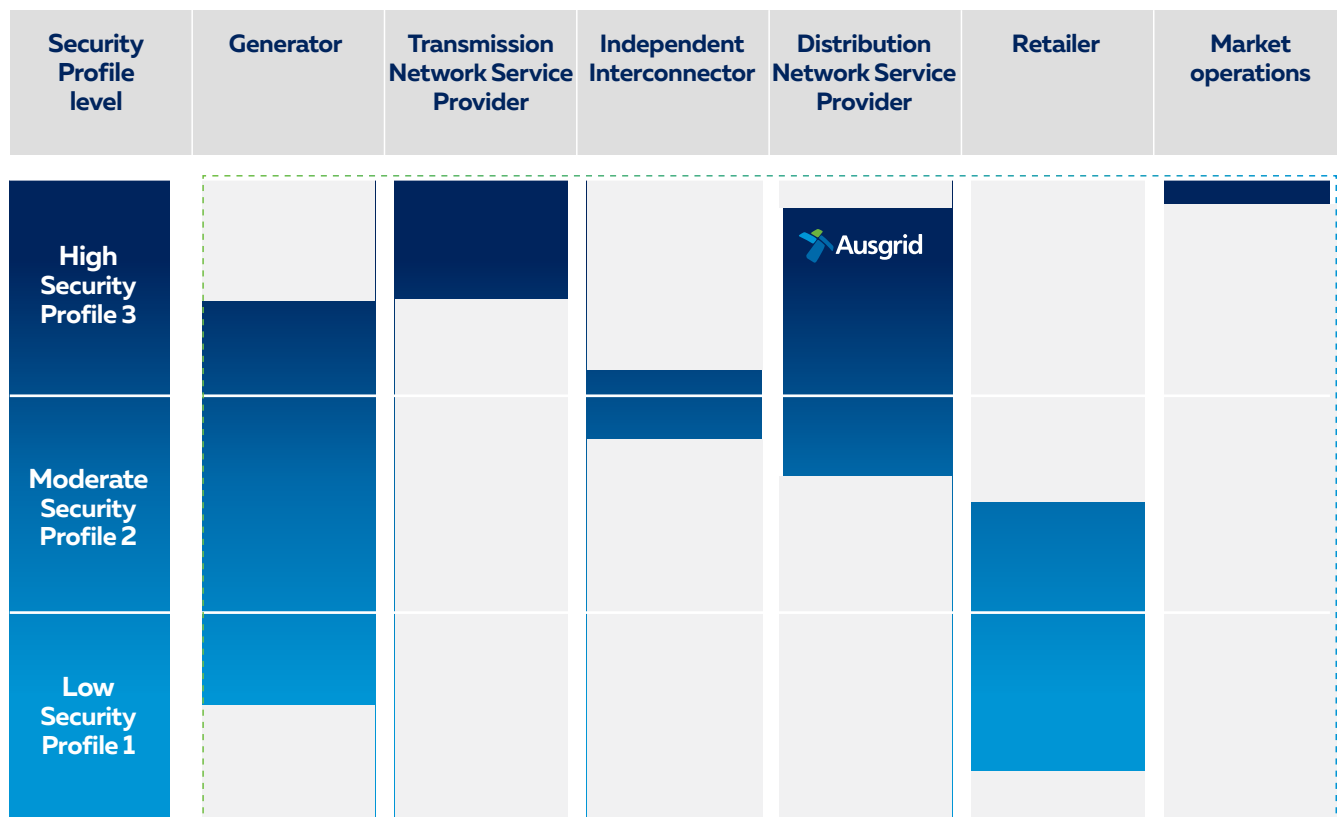 Security
Profile
level
Generator
Transmission
Network Service
Provider
Independent
Interconnector
Distribution
Network Service
Provider
Retailer
Market
operations
High
Security
Profile 3
Ausgrid
Moderate
Security
Profile 2
Low
Security
Profile 1